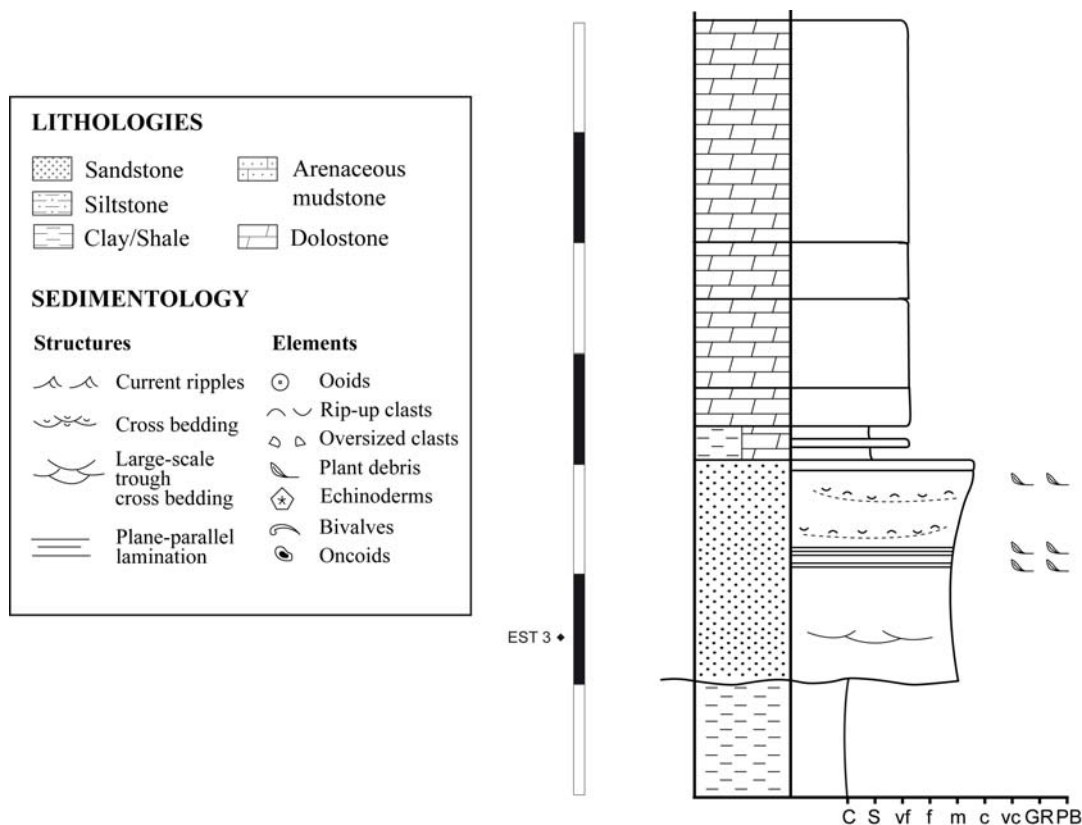 LITHOLOGIES
Sandstone
Siltstone
Clay/Shale
Arenaceous
mudstone
Dolostone
SEDIMENTOLOGY
Structures
Current ripples
Cross bedding
Large-scale
trough
cross bedding
Plane-parallel
lamination
Elements
Ooids
Rip-up clasts
Oversized clasts
Plant debris
Echinoderms
Bivalves
Oncoids
EST 3
C S vf f m c vc GR PB